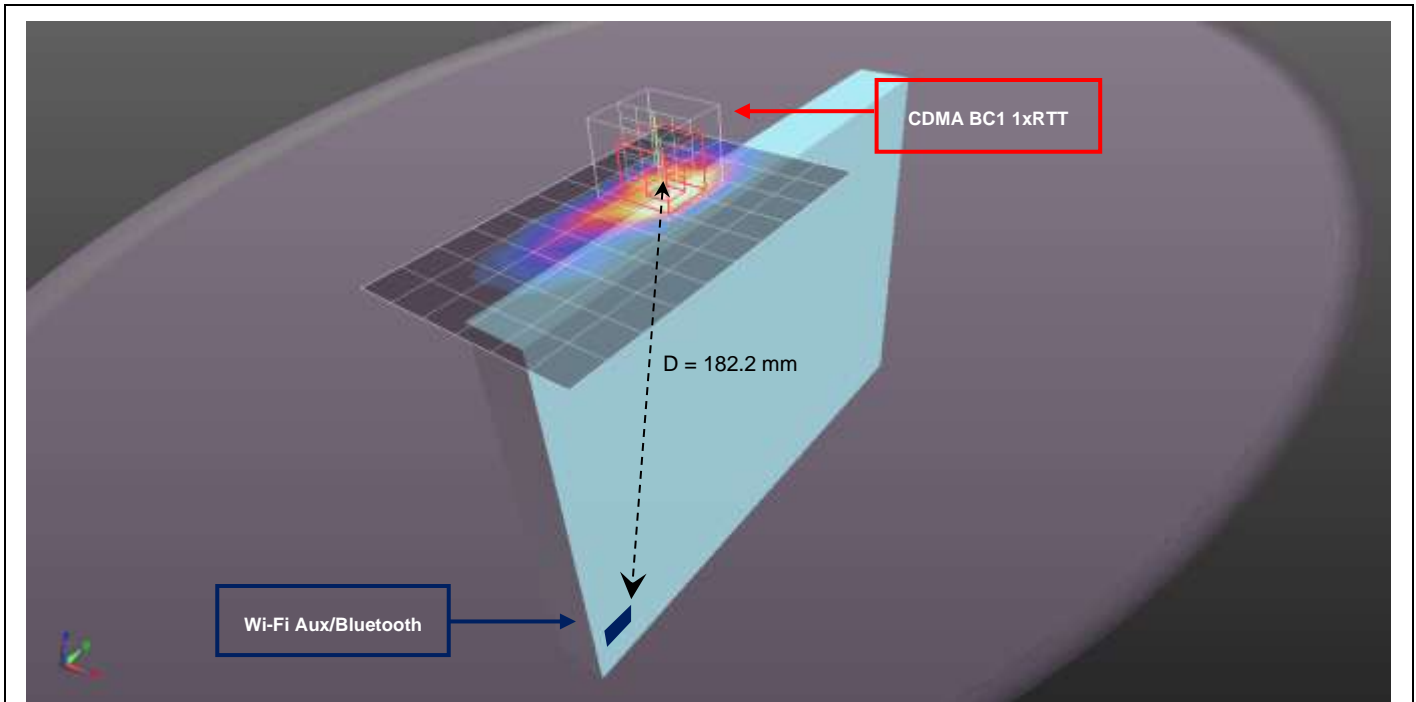 CDMA BC1 1xRTT
D = 182.2 mm
Wi-Fi Aux/Bluetooth